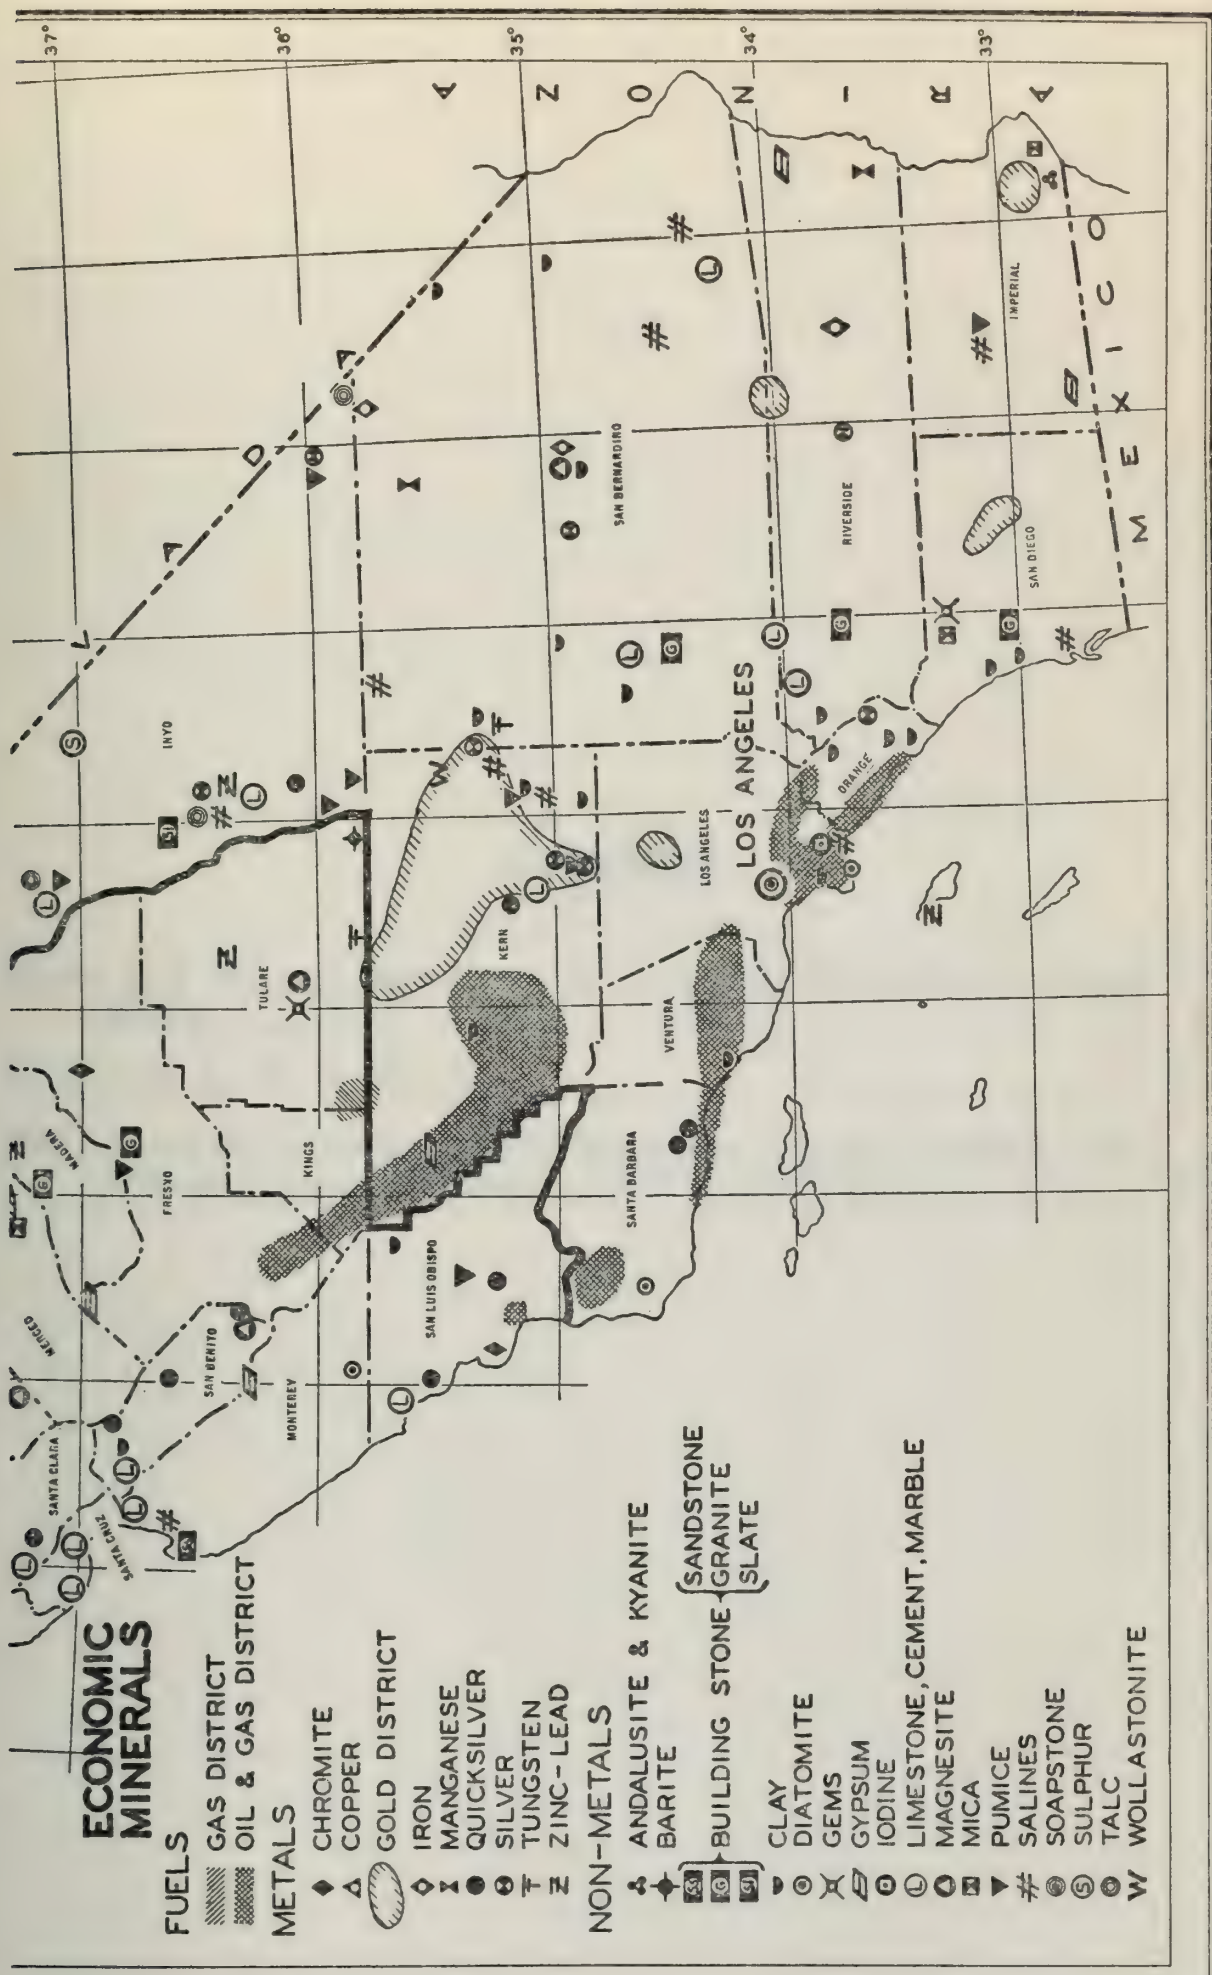 ECONOMIC
MINERALS
FUELS
GAS DISTRICT
OIL & GAS DISTRICT
METALS
CHROMITE
COPPER
GOLD DISTRICT
IRON
MANGANESE
QUICKSILVER
SILVER
TUNGSTEN
ZINC-LEAD
NON-METALS
ANDALUSITE & KYANITE
BARITE
BUILDING STONE
SANDSTONE
GRANITE
SLATE
CLAY
DIATOMITE
GEMS
GYPSUM
IODINE
LIMESTONE, CEMENT, MARBLE
MAGNESITE
MICA
PUMICE
SALINES
SOAPSTONE
SULPHUR
TALC
WOLLASTONITE
SANTA CLARA
SANTA CRUZ
MERCED
MADERA
FRESNO
SAN BENITO
MONTEREY
KINGS
TULARE
INYO
SAN LUIS OBISPO
KERN
SANTA BARBARA
VENTURA
LOS ANGELES
LOS ANGELES
ORANGE
SAN BERNARDINO
RIVERSIDE
SAN DIEGO
IMPERIAL
MEXICO
ARIZONA
37°
36°
35°
34°
33°